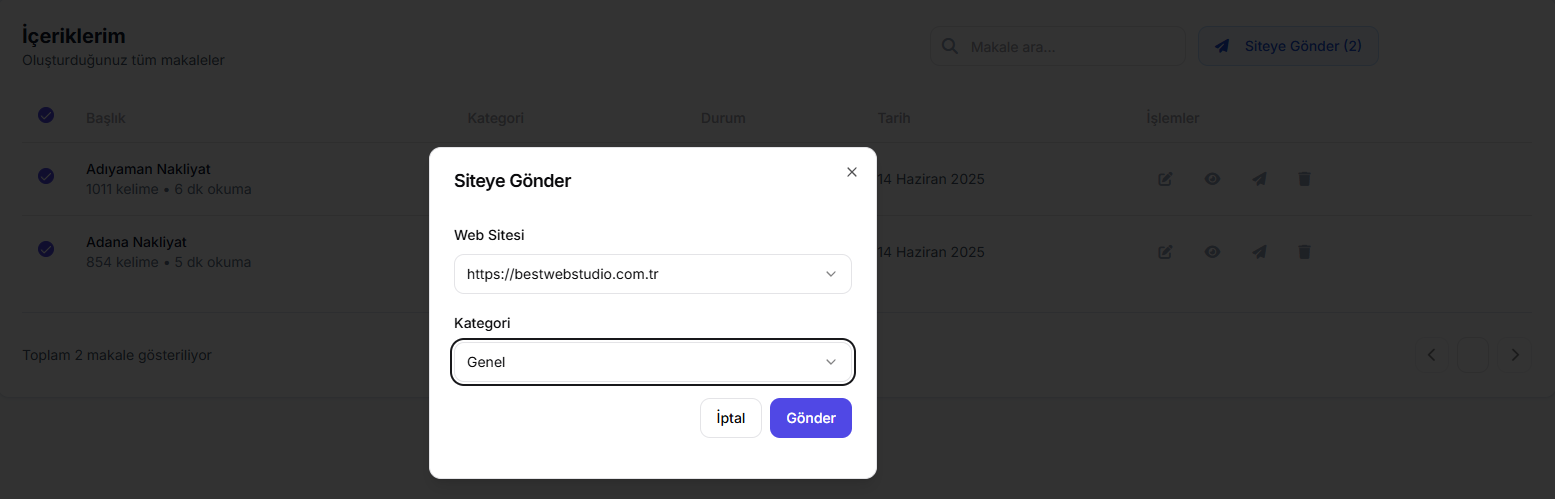 İçeriklerim
Oluşturduğunuz tüm makaleler
Makale ara...
Siteye Gönder (2)
Başlık Kategori Durum Tarih İşlemler
Adıyaman Nakliyat
1011 kelime • 6 dk okuma
14 Haziran 2025
Adana Nakliyat
854 kelime • 5 dk okuma
14 Haziran 2025
Toplam 2 makale gösteriliyor
Siteye Gönder
Web Sitesi
https://bestwebstudio.com.tr
Kategori
Genel
İptal
Gönder